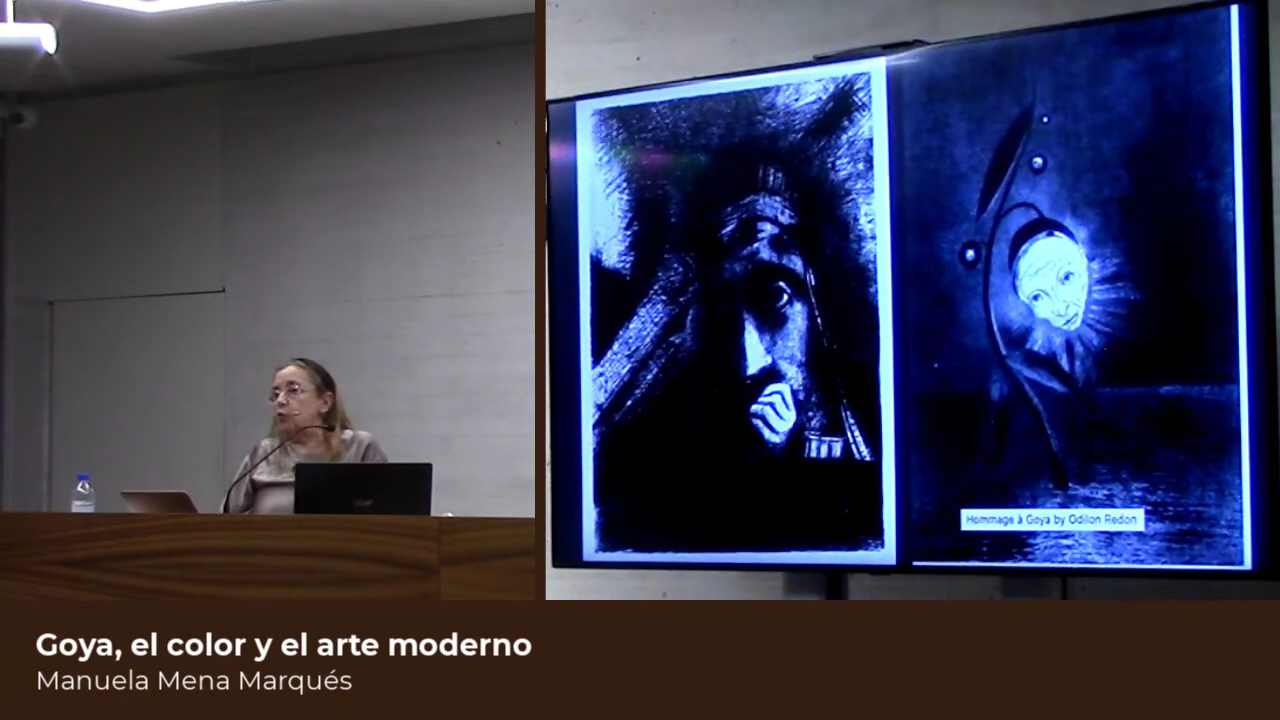 Hommage à Goya by Odilon Redon
Goya, el color y el arte moderno
Manuela Mena Marqués